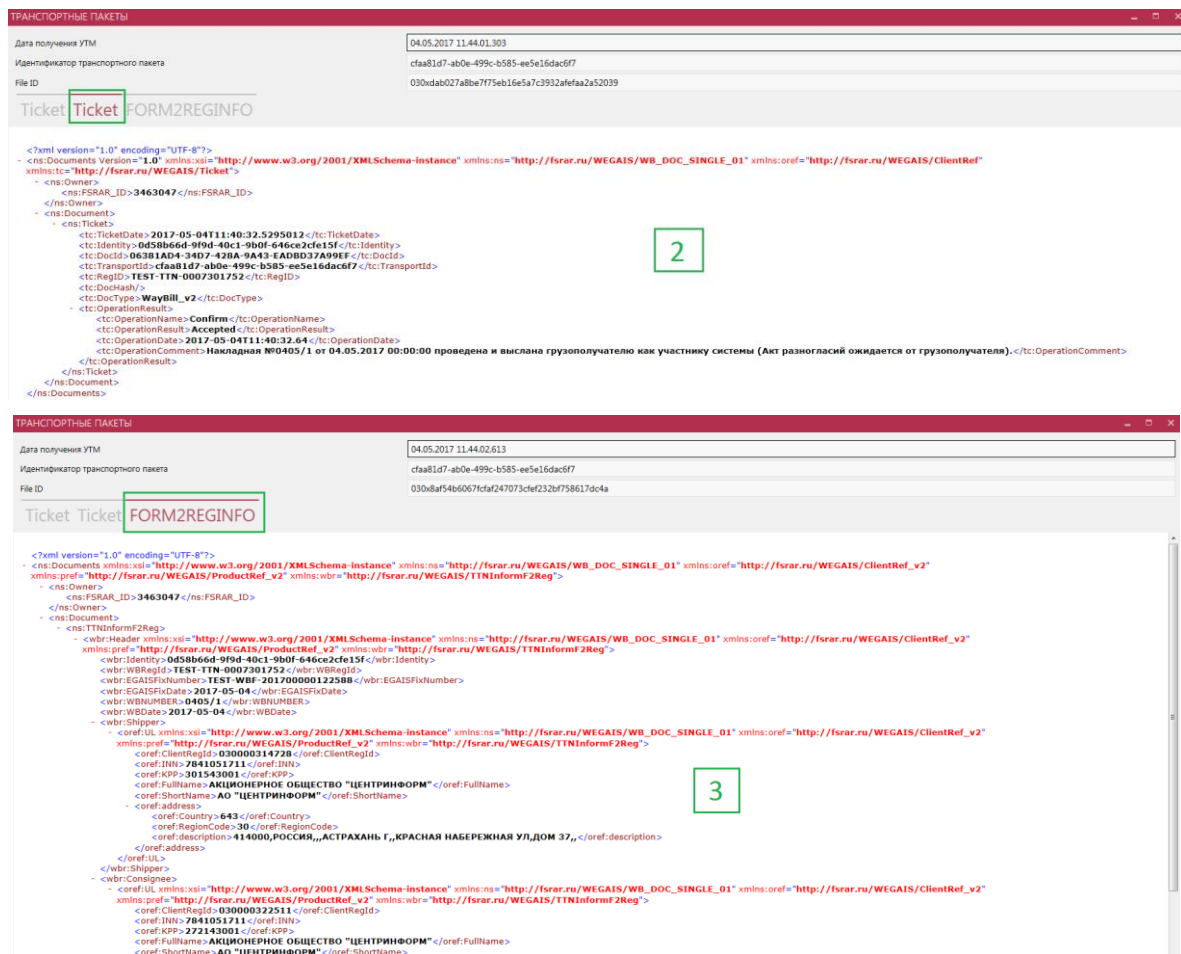 ТРАНСПОРТНЫЕ ПАКЕТЫ
Дата получения УТМ 04.05.2017 11.44.01.303
Идентификатор транспортного пакета cfaa81d7-ab0e-499c-b585-ee5e16dac6f7
File ID 030xdab027a8be7f75eb16e5a7c3932afefaa2a52039
Ticket Ticket FORM2REGINFO
<?xml version="1.0" encoding="UTF-8"?>
- <ns:Documents Version="1.0" xmlns:xsi="http://www.w3.org/2001/XMLSchema-instance" xmlns:ns="http://fsrar.ru/WEGAIS/WB_DOC_SINGLE_01" xmlns:oref="http://fsrar.ru/WEGAIS/ClientRef"
xmlns:tc="http://fsrar.ru/WEGAIS/Ticket">
- <ns:Owner>
<ns:FSRAR_ID>3463047</ns:FSRAR_ID>
</ns:Owner>
- <ns:Document>
- <ns:Ticket>
<tc:TicketDate>2017-05-04T11:40:32.5295012</tc:TicketDate>
<tc:Identity>0d58b66d-9f9d-40c1-9b0f-646ce2cfe15f</tc:Identity>
<tc:DocId>06381AD4-34D7-428A-9A43-EADBD37A99EF</tc:DocId>
<tc:TransportId>cfaa81d7-ab0e-499c-b585-ee5e16dac6f7</tc:TransportId>
<tc:RegID>TEST-TTN-0007301752</tc:RegID>
<tc:DocHash/>
<tc:DocType>WayBill_v2</tc:DocType>
- <tc:OperationResult>
<tc:OperationName>Confirm</tc:OperationName>
<tc:OperationResult>Accepted</tc:OperationResult>
<tc:OperationDate>2017-05-04T11:40:32.64</tc:OperationDate>
<tc:OperationComment>Накладная №0405/1 от 04.05.2017 00:00:00 проведена и выслана грузополучателю как участнику системы (Акт разногласий ожидается от грузополучателя).</tc:OperationComment>
</tc:OperationResult>
</ns:Ticket>
</ns:Document>
</ns:Documents>
2
ТРАНСПОРТНЫЕ ПАКЕТЫ
Дата получения УТМ 04.05.2017 11.44.02.613
Идентификатор транспортного пакета cfaa81d7-ab0e-499c-b585-ee5e16dac6f7
File ID 030x8af54b6067fcfaf247073cfef232bf758617dc4a
Ticket Ticket FORM2REGINFO
<?xml version="1.0" encoding="UTF-8"?>
- <ns:Documents xmlns:xsi="http://www.w3.org/2001/XMLSchema-instance" xmlns:ns="http://fsrar.ru/WEGAIS/WB_DOC_SINGLE_01" xmlns:oref="http://fsrar.ru/WEGAIS/ClientRef_v2"
xmlns:pref="http://fsrar.ru/WEGAIS/ProductRef_v2" xmlns:wbr="http://fsrar.ru/WEGAIS/TTNInformF2Reg">
- <ns:Owner>
<ns:FSRAR_ID>3463047</ns:FSRAR_ID>
</ns:Owner>
- <ns:Document>
- <ns:TTNInformF2Reg>
- <wbr:Header xmlns:xsi="http://www.w3.org/2001/XMLSchema-instance" xmlns:ns="http://fsrar.ru/WEGAIS/WB_DOC_SINGLE_01" xmlns:oref="http://fsrar.ru/WEGAIS/ClientRef_v2"
xmlns:pref="http://fsrar.ru/WEGAIS/ProductRef_v2" xmlns:wbr="http://fsrar.ru/WEGAIS/TTNInformF2Reg">
<wbr:Identity>0d58b66d-9f9d-40c1-9b0f-646ce2cfe15f</wbr:Identity>
<wbr:WBRegId>TEST-TTN-0007301752</wbr:WBRegId>
<wbr:EGAISFixNumber>TEST-WBF-201700000122588</wbr:EGAISFixNumber>
<wbr:EGAISFixDate>2017-05-04</wbr:EGAISFixDate>
<wbr:WBNUMBER>0405/1</wbr:WBNUMBER>
<wbr:WBDate>2017-05-04</wbr:WBDate>
- <wbr:Shipper>
- <oref:UL xmlns:xsi="http://www.w3.org/2001/XMLSchema-instance" xmlns:ns="http://fsrar.ru/WEGAIS/WB_DOC_SINGLE_01" xmlns:oref="http://fsrar.ru/WEGAIS/ClientRef_v2"
xmlns:pref="http://fsrar.ru/WEGAIS/ProductRef_v2" xmlns:wbr="http://fsrar.ru/WEGAIS/TTNInformF2Reg">
<oref:ClientRegId>030000314728</oref:ClientRegId>
<oref:INN>7841051711</oref:INN>
<oref:KPP>301543001</oref:KPP>
<oref:FullName>АКЦИОНЕРНОЕ ОБЩЕСТВО "ЦЕНТРИНФОРМ"</oref:FullName>
<oref:ShortName>АО "ЦЕНТРИНФОРМ"</oref:ShortName>
- <oref:address>
<oref:Country>643</oref:Country>
<oref:RegionCode>30</oref:RegionCode>
<oref:description>414000,РОССИЯ,,,АСТРАХАНЬ Г,,КРАСНАЯ НАБЕРЕЖНАЯ УЛ,ДОМ 37,,</oref:description>
</oref:address>
</oref:UL>
</wbr:Shipper>
- <wbr:Consignee>
- <oref:UL xmlns:xsi="http://www.w3.org/2001/XMLSchema-instance" xmlns:ns="http://fsrar.ru/WEGAIS/WB_DOC_SINGLE_01" xmlns:oref="http://fsrar.ru/WEGAIS/ClientRef_v2"
xmlns:pref="http://fsrar.ru/WEGAIS/ProductRef_v2" xmlns:wbr="http://fsrar.ru/WEGAIS/TTNInformF2Reg">
<oref:ClientRegId>030000322511</oref:ClientRegId>
<oref:INN>7841051711</oref:INN>
<oref:KPP>272143001</oref:KPP>
<oref:FullName>АКЦИОНЕРНОЕ ОБЩЕСТВО "ЦЕНТРИНФОРМ"</oref:FullName>
<oref:ShortName>АО "ЦЕНТРИНФОРМ"</oref:ShortName>
3